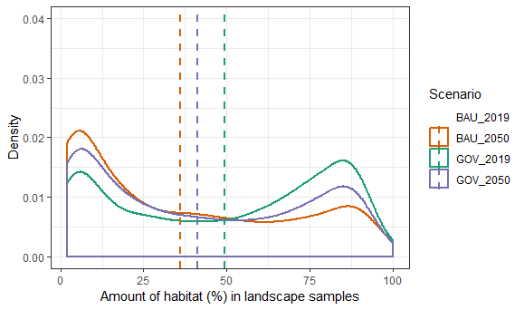 0.04
0.03
0.02
0.01
0.00
Density
0 25 50 75 100
Amount of habitat (%) in landscape samples
Scenario
BAU_2019
BAU_2050
GOV_2019
GOV_2050